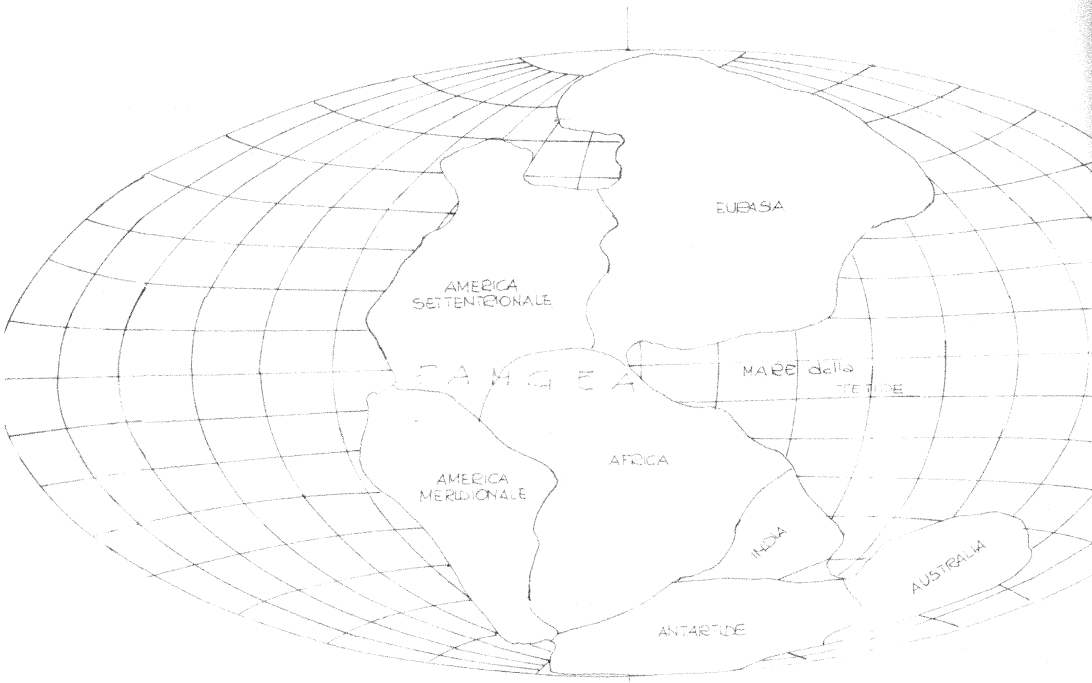 EURASIA
AMERICA
SETTENTRIONALE
PANGEA
MARE della
TETIDE
AFRICA
AMERICA
MERIDIONALE
INDIA
AUSTRALIA
ANTARTIDE